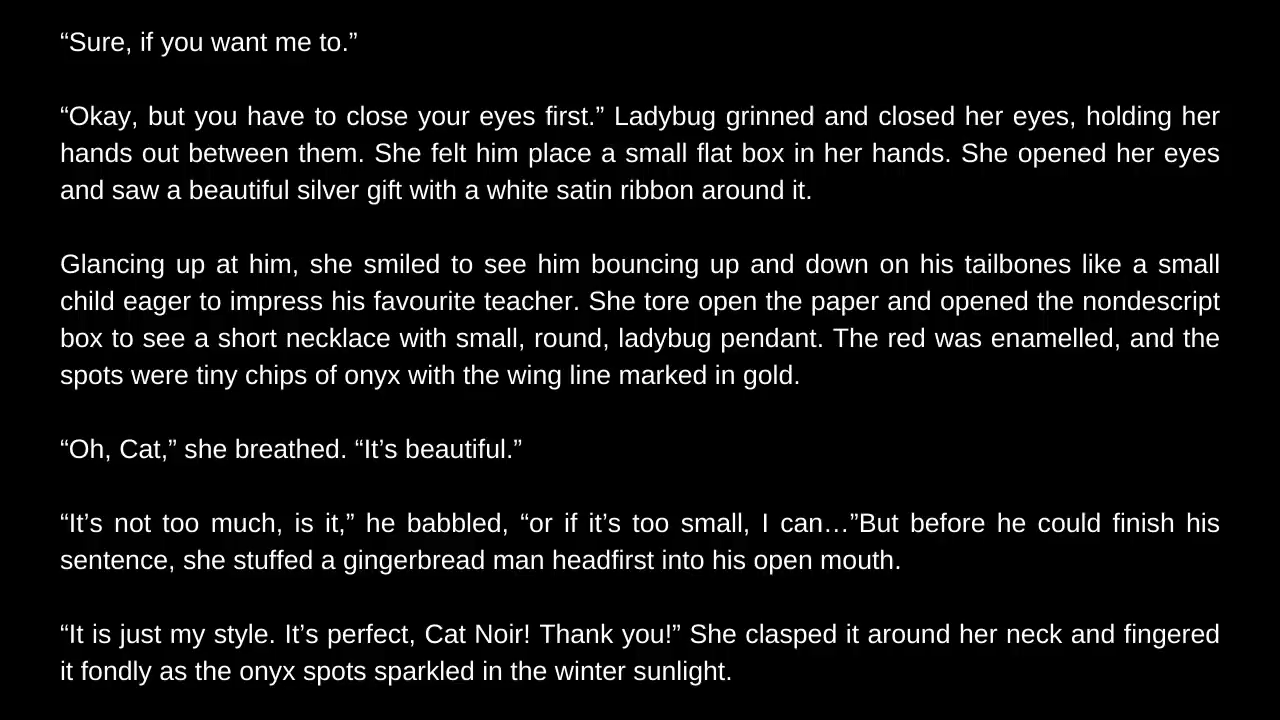 “Sure, if you want me to.”
“Okay, but you have to close your eyes first.” Ladybug grinned and closed her eyes, holding her
hands out between them. She felt him place a small flat box in her hands. She opened her eyes
and saw a beautiful silver gift with a white satin ribbon around it.
Glancing up at him, she smiled to see him bouncing up and down on his tailbones like a small
child eager to impress his favourite teacher. She tore open the paper and opened the nondescript
box to see a short necklace with small, round, ladybug pendant. The red was enamelled, and the
spots were tiny chips of onyx with the wing line marked in gold.
“Oh, Cat,” she breathed. “It’s beautiful.”
“It’s not too much, is it,” he babbled, “or if it’s too small, I can…”But before he could finish his
sentence, she stuffed a gingerbread man headfirst into his open mouth.
“It is just my style. It’s perfect, Cat Noir! Thank you!” She clasped it around her neck and fingered
it fondly as the onyx spots sparkled in the winter sunlight.